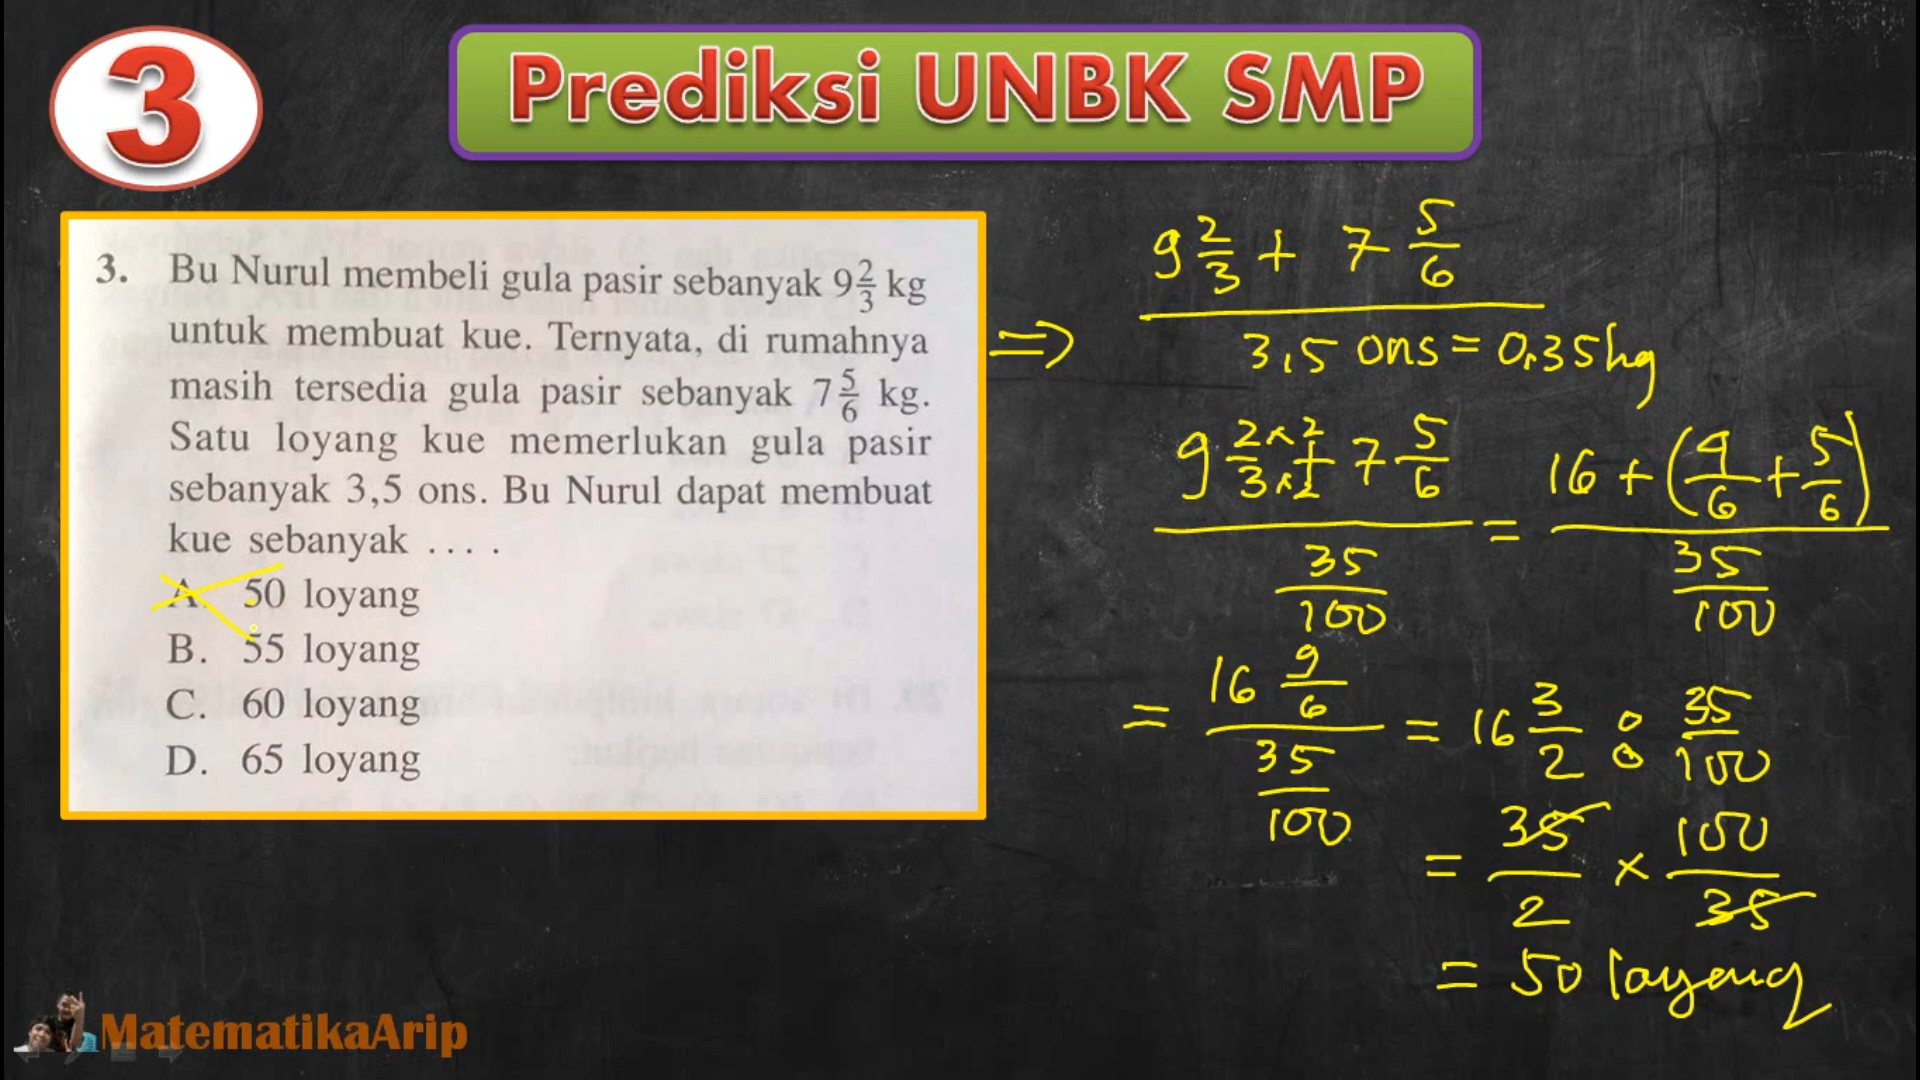 3
Prediksi UNBK SMP
3. Bu Nurul membeli gula pasir sebanyak 9 2/3 kg
untuk membuat kue. Ternyata, di rumahnya
masih tersedia gula pasir sebanyak 7 5/6 kg.
Satu loyang kue memerlukan gula pasir
sebanyak 3,5 ons. Bu Nurul dapat membuat
kue sebanyak . . . .
A. 50 loyang
B. 55 loyang
C. 60 loyang
D. 65 loyang
⇒ (9 2/3 + 7 5/6) / (3,5 ons = 0,35 kg)
(9 (2×2)/(3×2) + 7 5/6) / (35/100) = (16 + (4/6 + 5/6)) / (35/100)
= (16 9/6) / (35/100) = 16 3/2 : 35/100
= 35/2 × 100/35
= 50 loyang
MatematikaArip